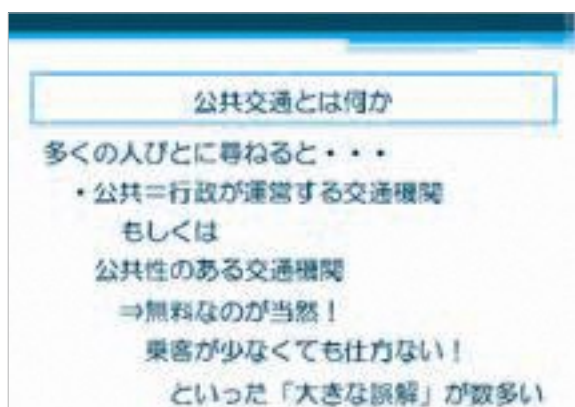 公共交通とは何か
多くの人びとに尋ねると・・・
・公共＝行政が運営する交通機関
もしくは
公共性のある交通機関
⇒無料なのが当然！
乗客が少なくても仕方ない！
といった「大きな誤解」が数多い